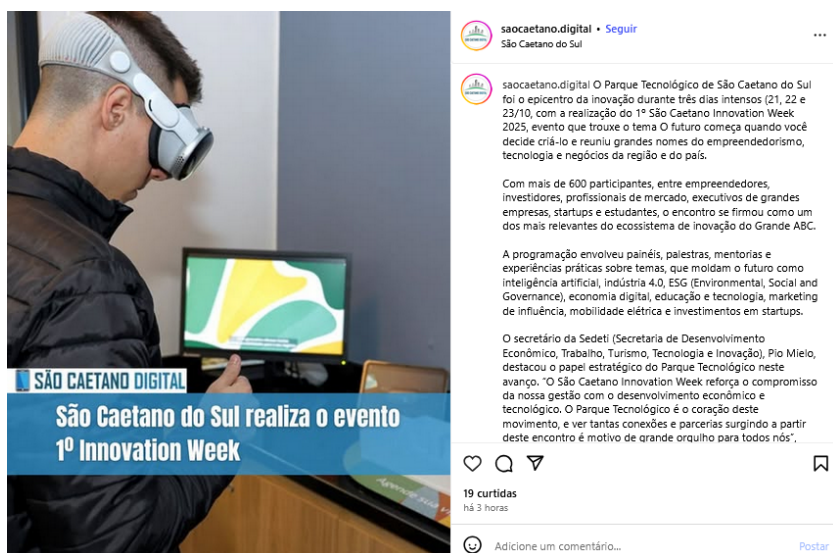 SÃO CAETANO DIGITAL
São Caetano do Sul realiza o evento
1º Innovation Week
saocaetano.digital • Seguir
São Caetano do Sul
saocaetano.digital O Parque Tecnológico de São Caetano do Sul
foi o epicentro da inovação durante três dias intensos (21, 22 e
23/10, com a realização do 1º São Caetano Innovation Week
2025, evento que trouxe o tema O futuro começa quando você
decide criá-lo e reuniu grandes nomes do empreendedorismo,
tecnologia e negócios da região e do país.
Com mais de 600 participantes, entre empreendedores,
investidores, profissionais de mercado, executivos de grandes
empresas, startups e estudantes, o encontro se firmou como um
dos mais relevantes do ecossistema de inovação do Grande ABC.
A programação envolveu painéis, palestras, mentorias e
experiências práticas sobre temas, que moldam o futuro como
inteligência artificial, indústria 4.0, ESG (Environmental, Social and
Governance), economia digital, educação e tecnologia, marketing
de influência, mobilidade elétrica e investimentos em startups.
O secretário da Sedeti (Secretaria de Desenvolvimento
Econômico, Trabalho, Turismo, Tecnologia e Inovação), Pio Mielo,
destacou o papel estratégico do Parque Tecnológico neste
avanço. “O São Caetano Innovation Week reforça o compromisso
da nossa gestão com o desenvolvimento econômico e
tecnológico. O Parque Tecnológico é o coração deste
movimento, e ver tantas conexões e parcerias surgindo a partir
deste encontro é motivo de grande orgulho para todos nós”,
19 curtidas
há 3 horas
Adicione um comentário...
Postar
Agende sua